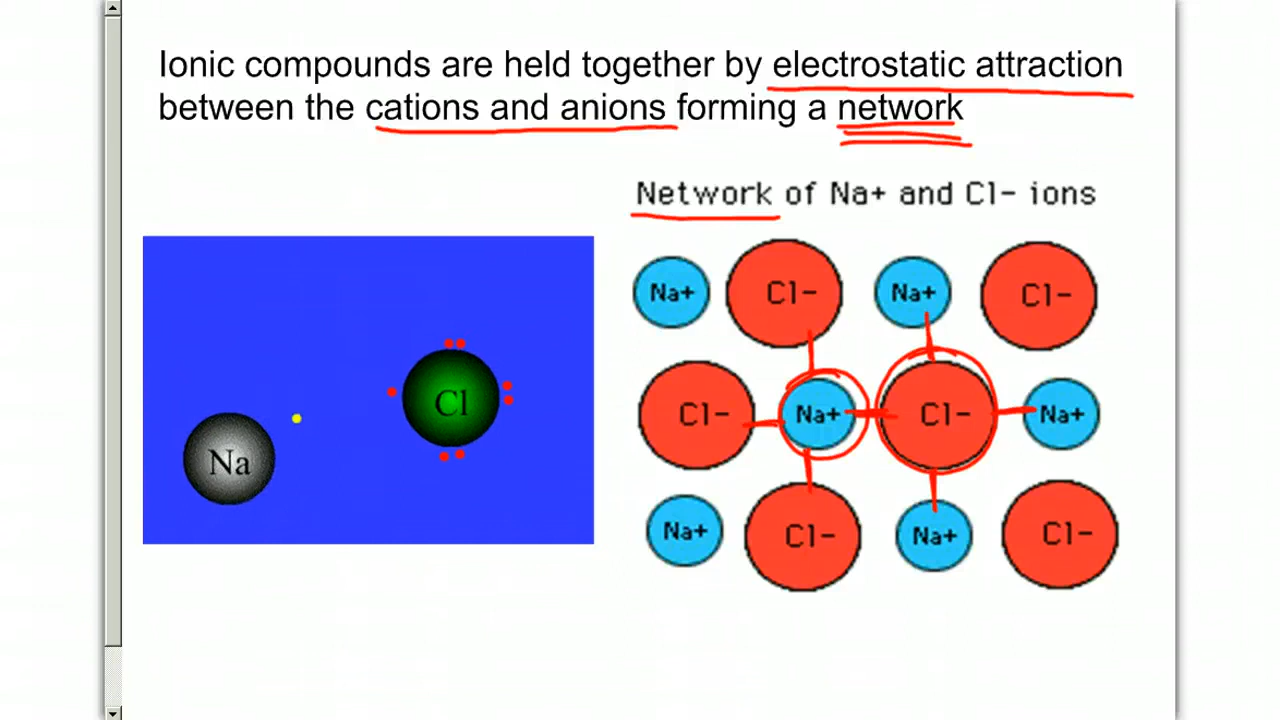 Ionic compounds are held together by electrostatic attraction
between the cations and anions forming a network
Network of Na+ and Cl- ions
Na+ Cl- Na+ Cl-
Cl- Na+ Cl- Na+
Na+ Cl- Na+ Cl-
Cl
Na